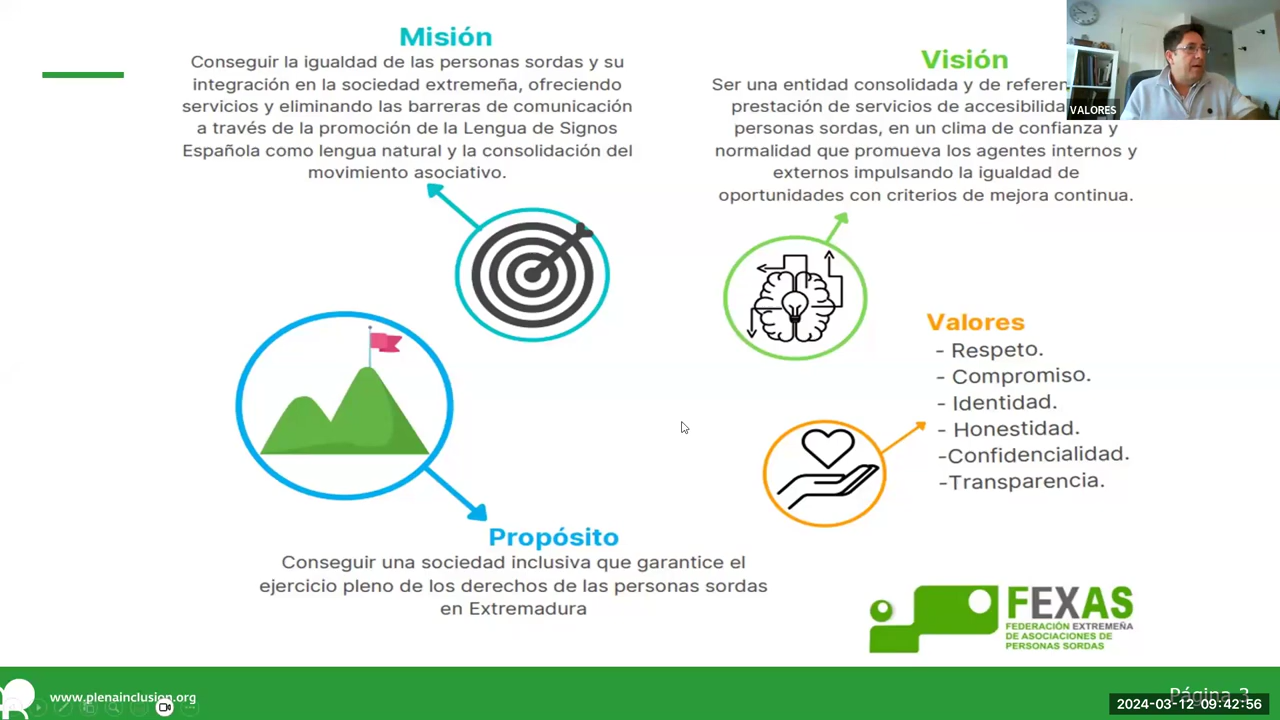 Misión
Conseguir la igualdad de las personas sordas y su
integración en la sociedad extremeña, ofreciendo
servicios y eliminando las barreras de comunicación
a través de la promoción de la Lengua de Signos
Española como lengua natural y la consolidación del
movimiento asociativo.
Visión
Ser una entidad consolidada y de
prestación de servicios de
personas sordas, en un clima de confianza y
normalidad que promueva los agentes internos y
externos impulsando la igualdad de
oportunidades con criterios de mejora continua.
VALORES
Valores
- Respeto.
- Compromiso.
- Identidad.
- Honestidad.
-Confidencialidad.
-Transparencia.
Propósito
Conseguir una sociedad inclusiva que garantice el
ejercicio pleno de los derechos de las personas sordas
en Extremadura
FEXAS
FEDERACIÓN EXTREMEÑA
DE ASOCIACIONES DE
PERSONAS SORDAS
www.plenainclusion.org
Página 3
2024-03-12 09:42:56